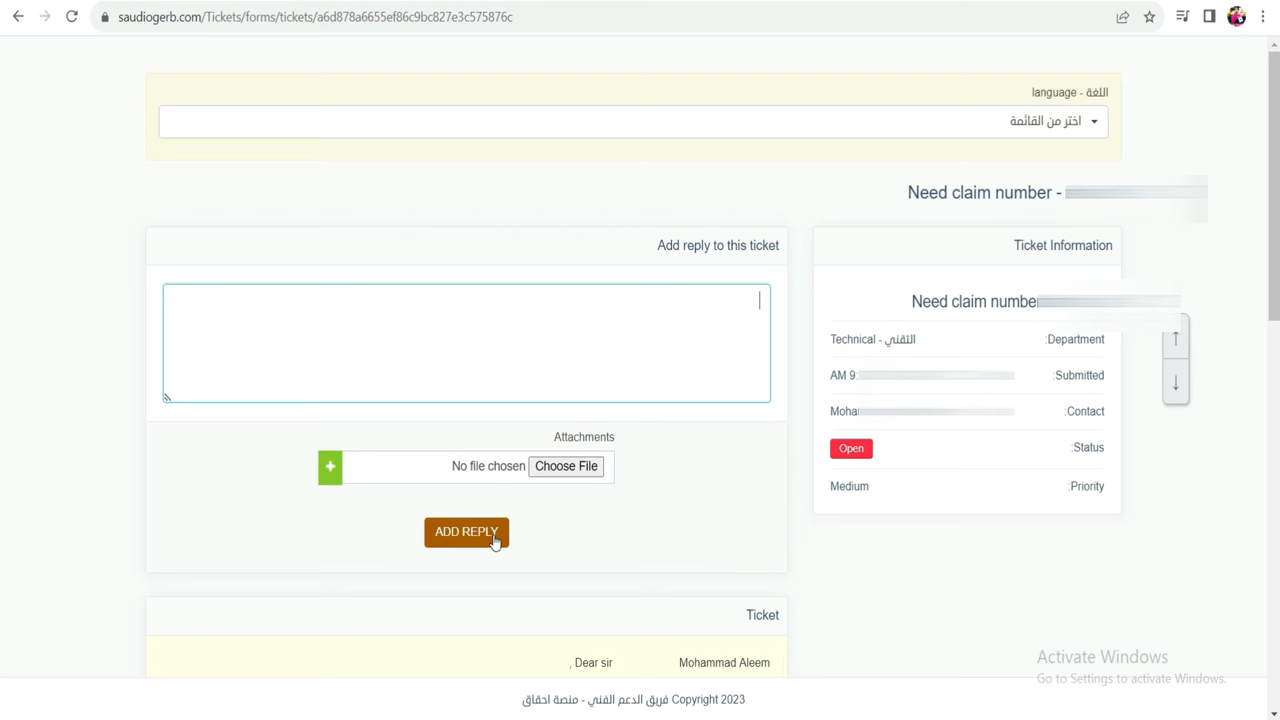 saudiogerb.com/Tickets/forms/tickets/a6d878a6655ef86c9bc827e3c575876c
language - اللغة
اختر من القائمة
Need claim number -
Add reply to this ticket
Ticket Information
Need claim number
Technical - التقني
:Department
AM 9:
:Submitted
Moha
:Contact
Open
:Status
Medium
:Priority
Attachments
No file chosen Choose File
ADD REPLY
Ticket
, Dear sir
Mohammad Aleem
Activate Windows
Go to Settings to activate Windows.
فريق الدعم الفني - منصة احقاق Copyright 2023